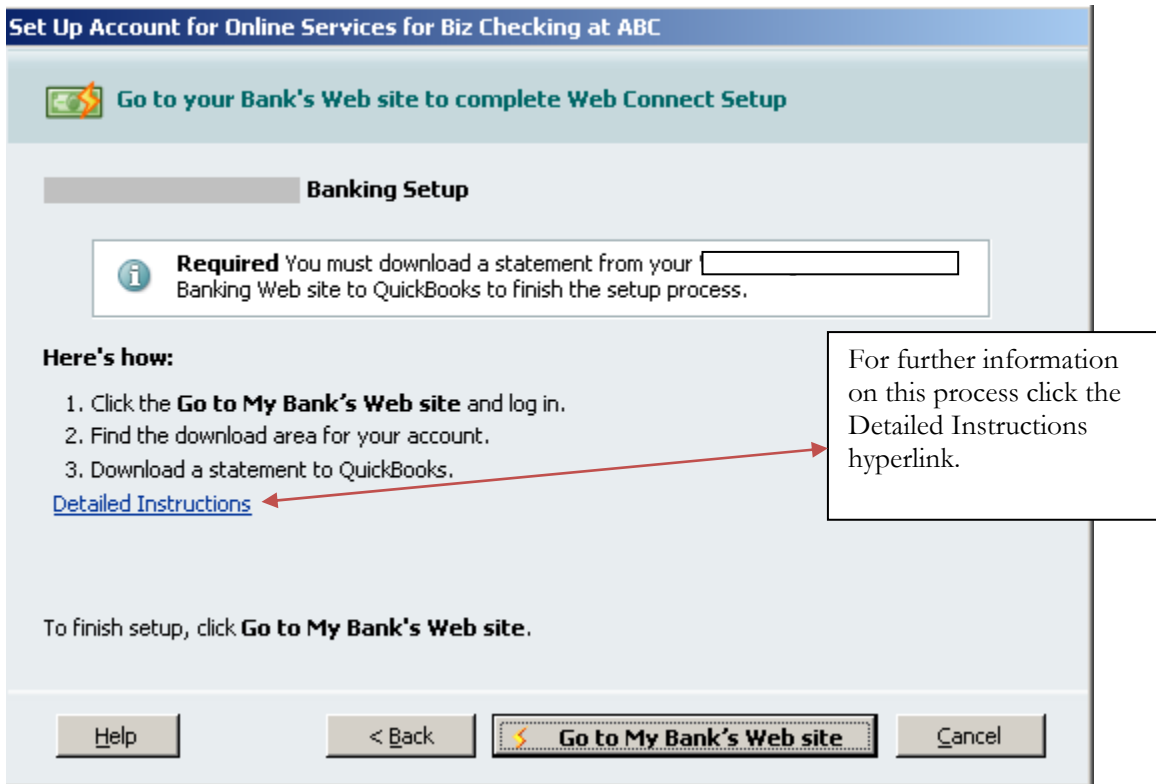 Set Up Account for Online Services for Biz Checking at ABC
Go to your Bank's Web site to complete Web Connect Setup
Banking Setup
Required You must download a statement from your
Banking Web site to QuickBooks to finish the setup process.
Here's how:
1. Click the Go to My Bank's Web site and log in.
2. Find the download area for your account.
3. Download a statement to QuickBooks.
Detailed Instructions
For further information
on this process click the
Detailed Instructions
hyperlink.
To finish setup, click Go to My Bank's Web site.
Help
< Back
Go to My Bank's Web site
Cancel